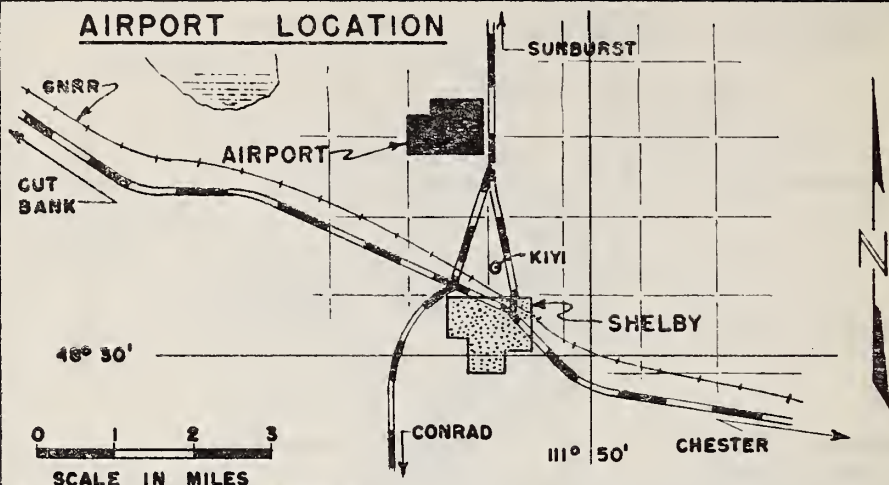 AIRPORT LOCATION
SUNBURST
GNRR
AIRPORT
CUT
BANK
KIYI
N
SHELBY
48° 30'
0 1 2 3
SCALE IN MILES
CONRAD
111° 50'
CHESTER